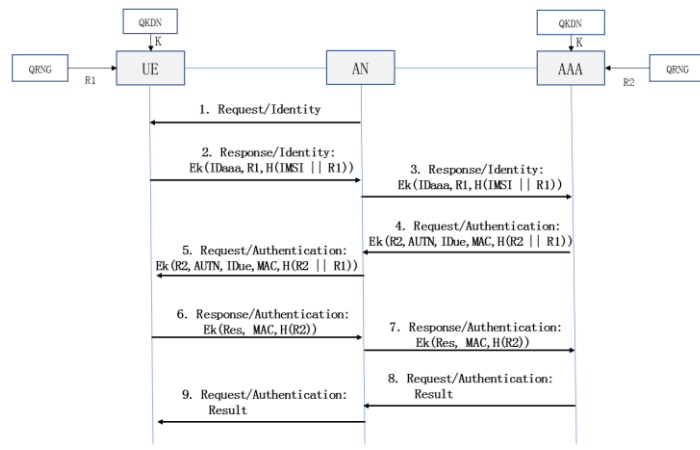 QKDN
QKDN
K
K
QRNG
UE
AN
AAA
QRNG
R1
R2
1. Request/Identity
2. Response/Identity:
Ek(IDaaa,R1,H(IMSI || R1))
3. Response/Identity:
Ek(IDaaa,R1,H(IMSI || R1))
4. Request/Authentication:
Ek(R2,AUTN,IDue,MAC,H(R2 || R1))
5. Request/Authentication:
Ek(R2,AUTN,IDue,MAC,H(R2 || R1))
6. Response/Authentication:
Ek(Res, MAC,H(R2))
7. Response/Authentication:
Ek(Res, MAC,H(R2))
8. Request/Authentication:
Result
9. Request/Authentication:
Result